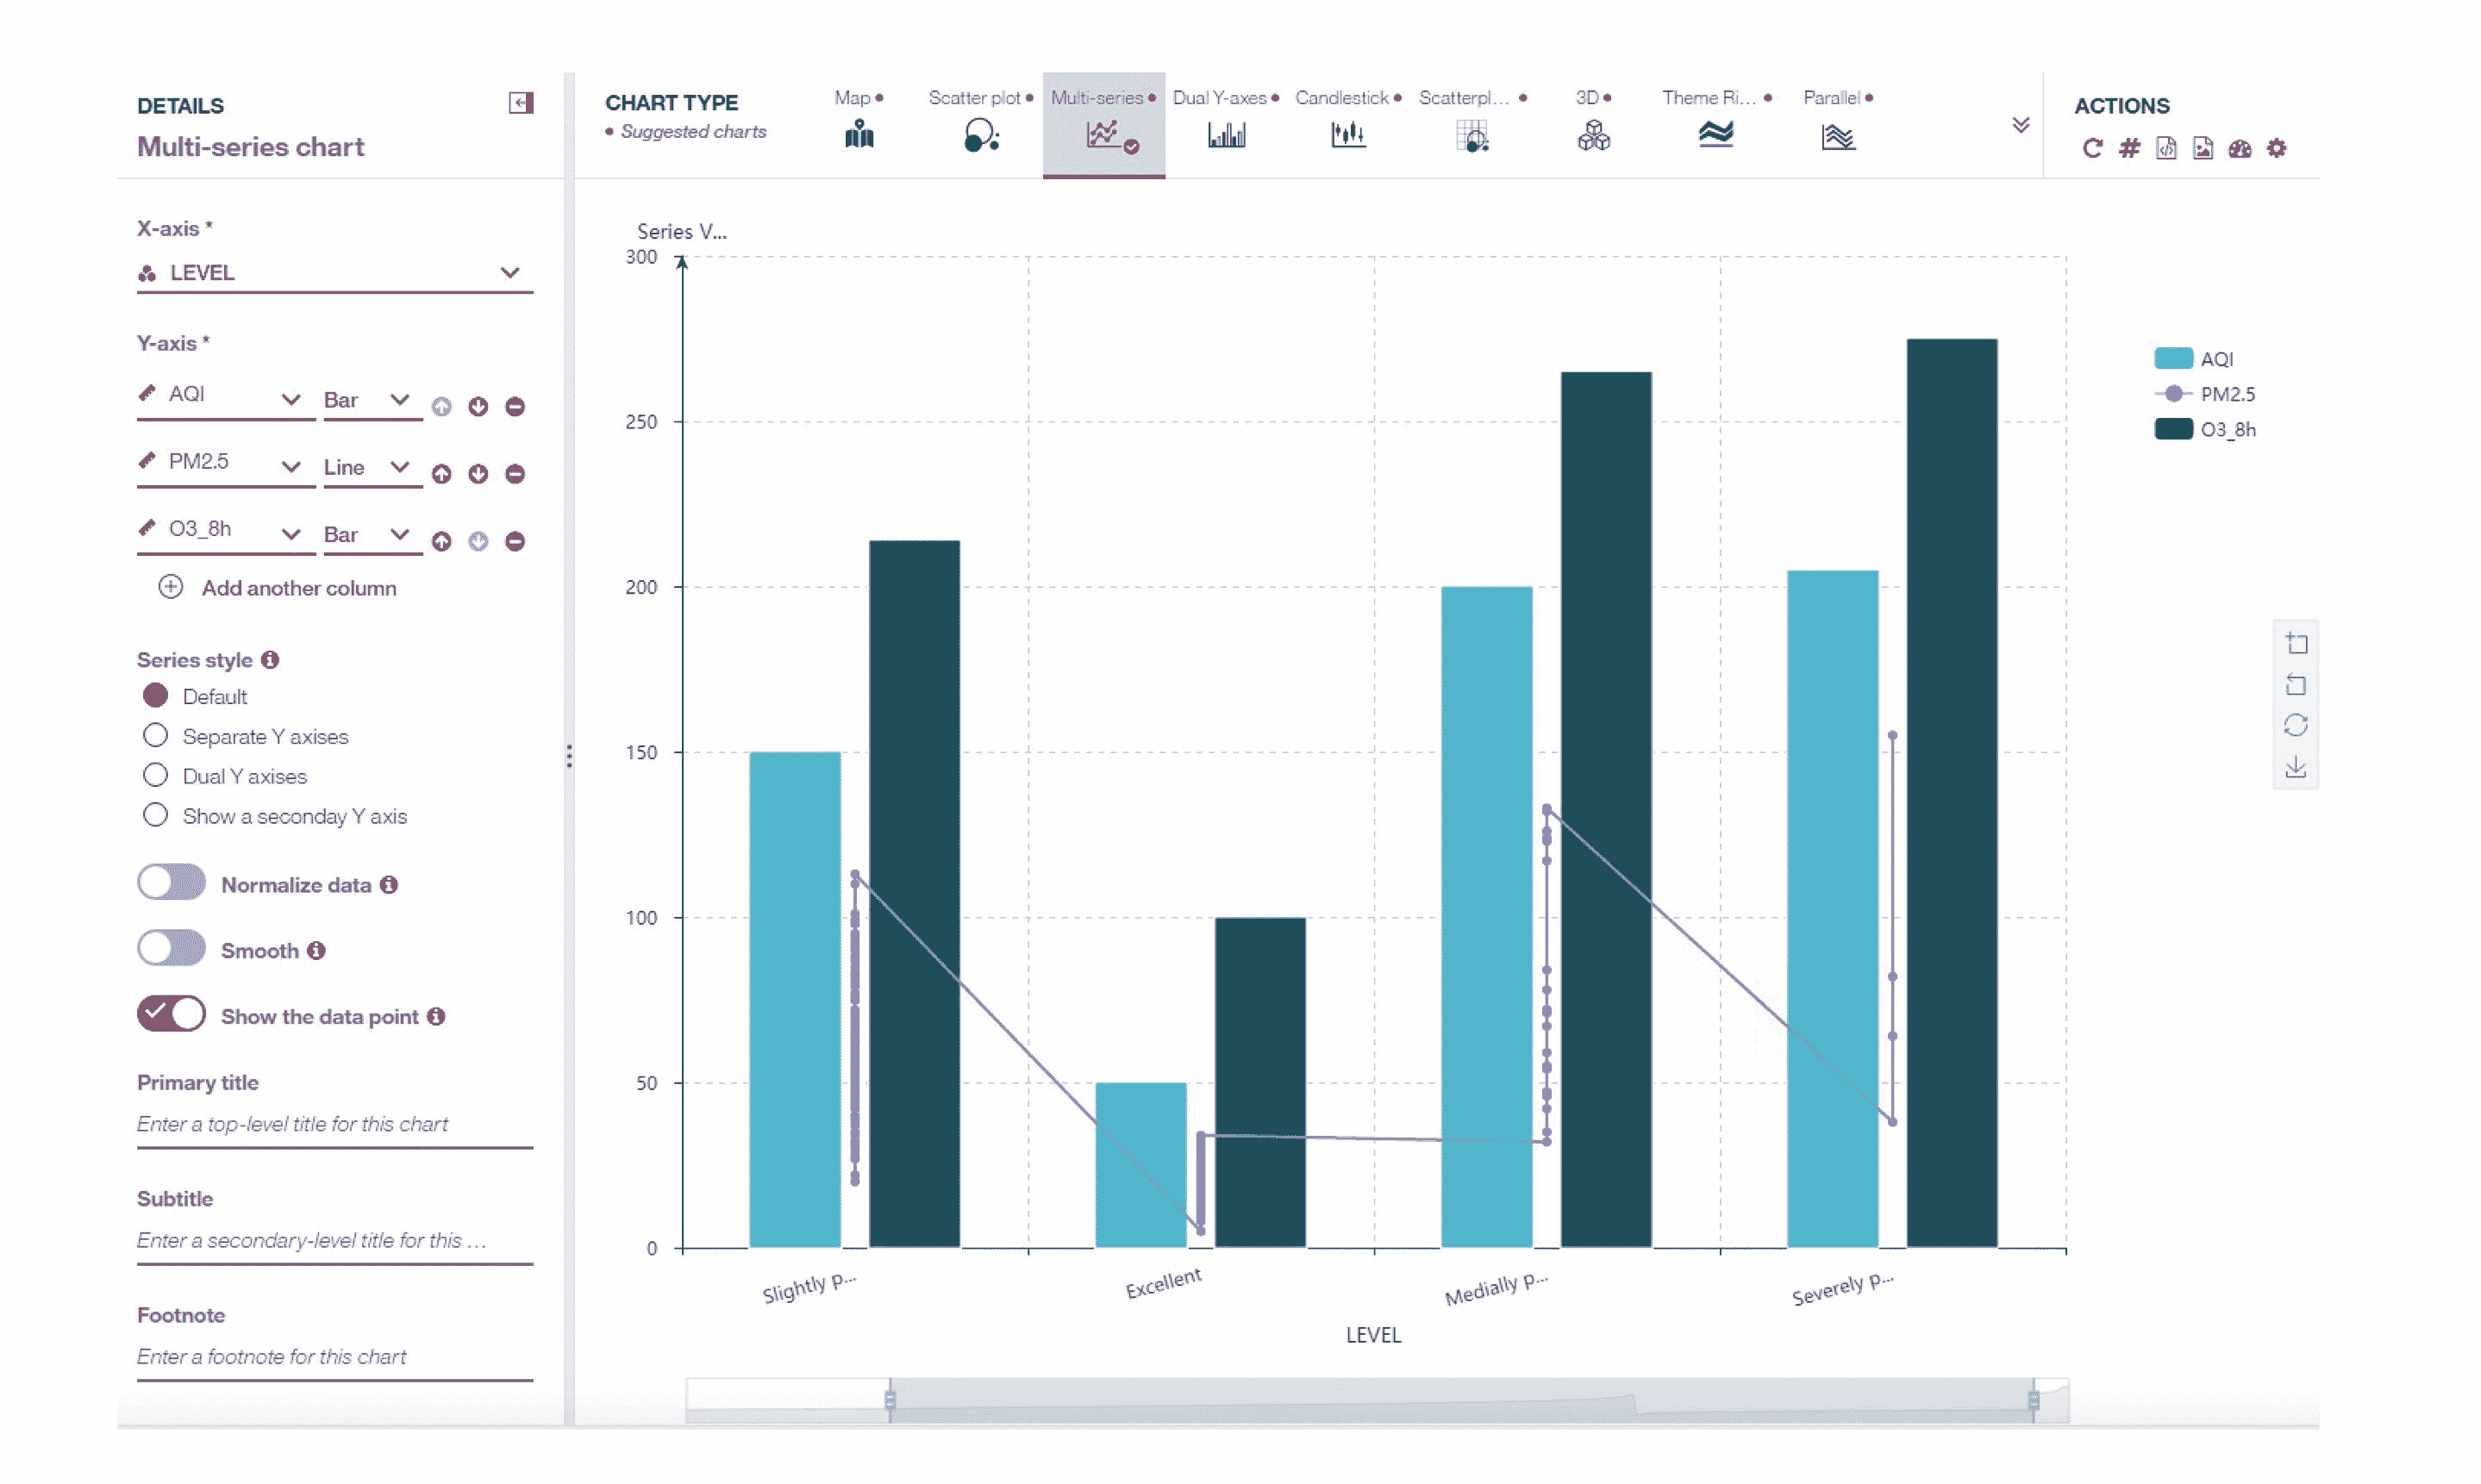 DETAILS
Multi-series chart
X-axis *
LEVEL
Y-axis *
AQI Bar
PM2.5 Line
O3_8h Bar
Add another column
Series style
Default
Separate Y axises
Dual Y axises
Show a seconday Y axis
Normalize data
Smooth
Show the data point
Primary title
Enter a top-level title for this chart
Subtitle
Enter a secondary-level title for this ...
Footnote
Enter a footnote for this chart
CHART TYPE
• Suggested charts
Map •
Scatter plot •
Multi-series •
Dual Y-axes •
Candlestick •
Scatterpl... •
3D •
Theme Ri... •
Parallel •
ACTIONS
Series V...
300
250
200
150
100
50
0
Slightly p...
Excellent
Medially p...
Severely p...
LEVEL
AQI
PM2.5
O3_8h